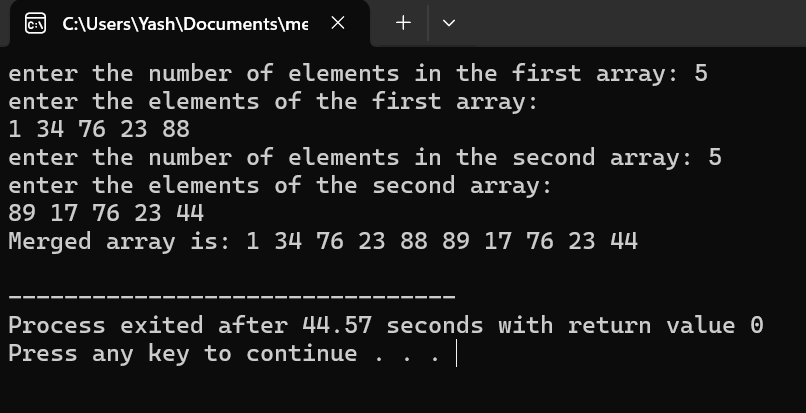 C:\Users\Yash\Documents\me
enter the number of elements in the first array: 5
enter the elements of the first array:
1 34 76 23 88
enter the number of elements in the second array: 5
enter the elements of the second array:
89 17 76 23 44
Merged array is: 1 34 76 23 88 89 17 76 23 44
--------------------------------
Process exited after 44.57 seconds with return value 0
Press any key to continue . . .